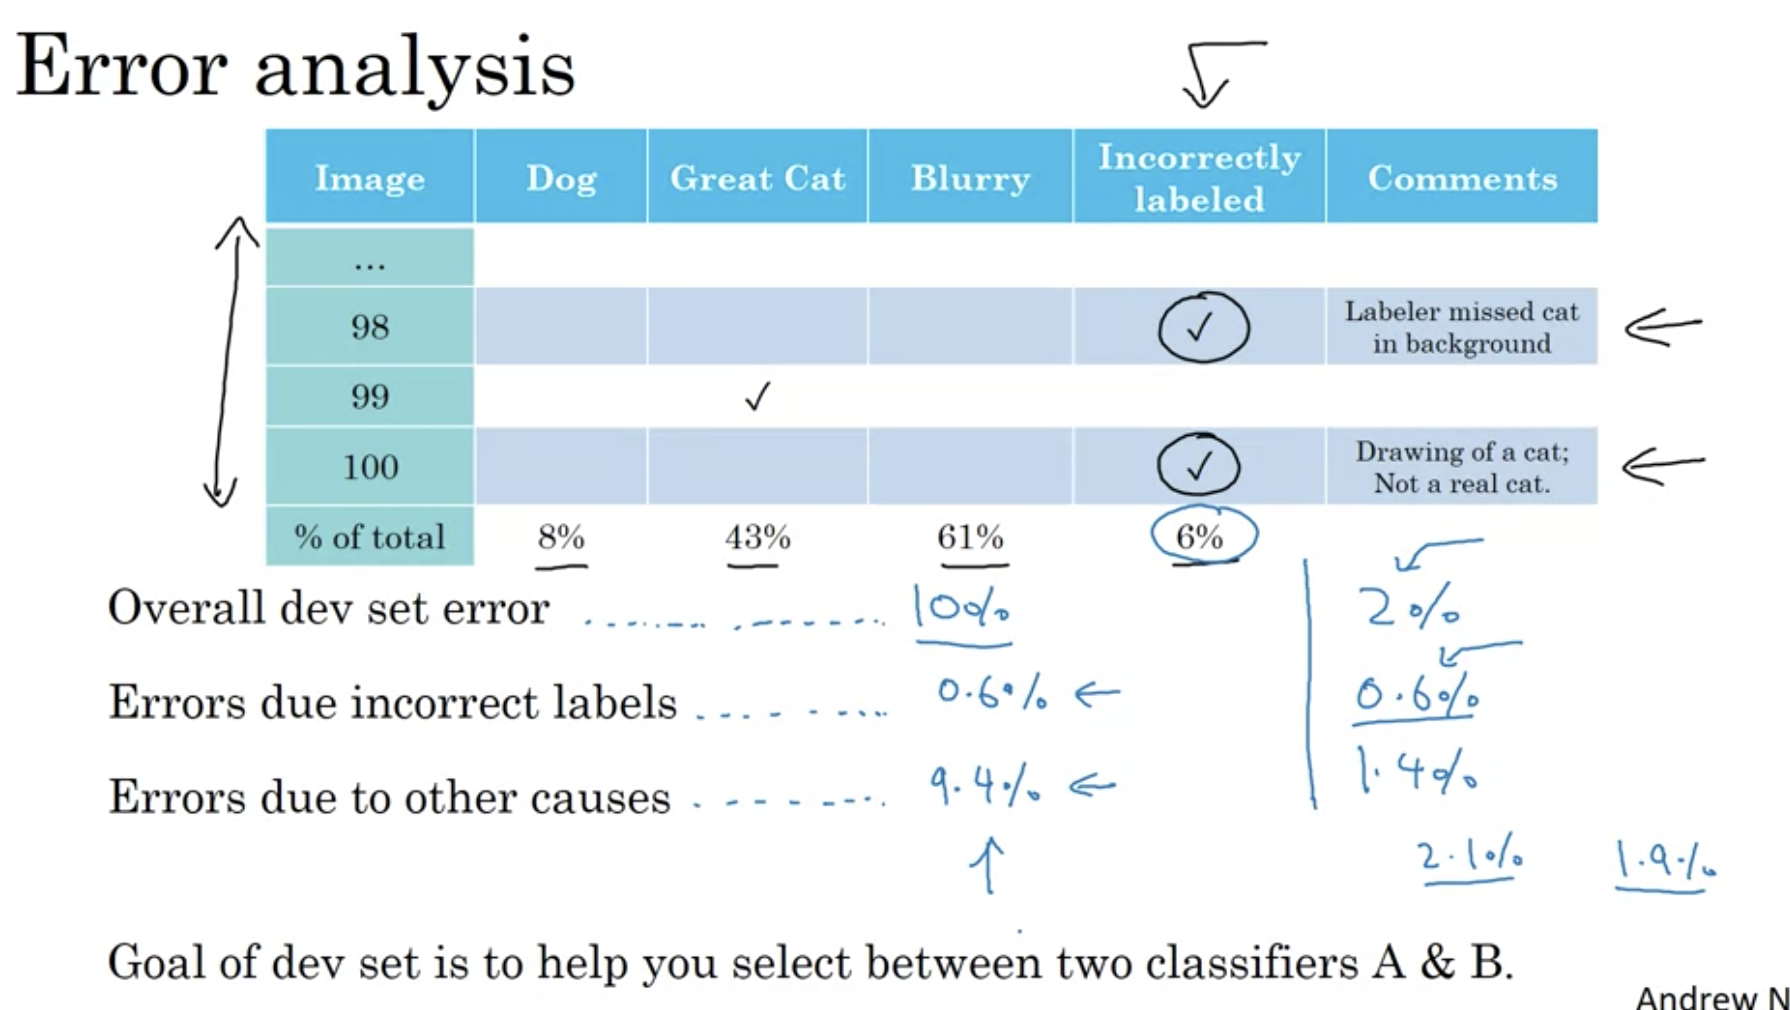 Error analysis
Image Dog Great Cat Blurry Incorrectly labeled Comments
...
98 ✓ Labeler missed cat in background
99 ✓
100 ✓ Drawing of a cat; Not a real cat.
% of total 8% 43% 61% 6%
Overall dev set error 10% 2%
Errors due incorrect labels 0.6% 0.6%
Errors due to other causes 9.4% 1.4%
2.1% 1.9%
Goal of dev set is to help you select between two classifiers A & B.
Andrew N